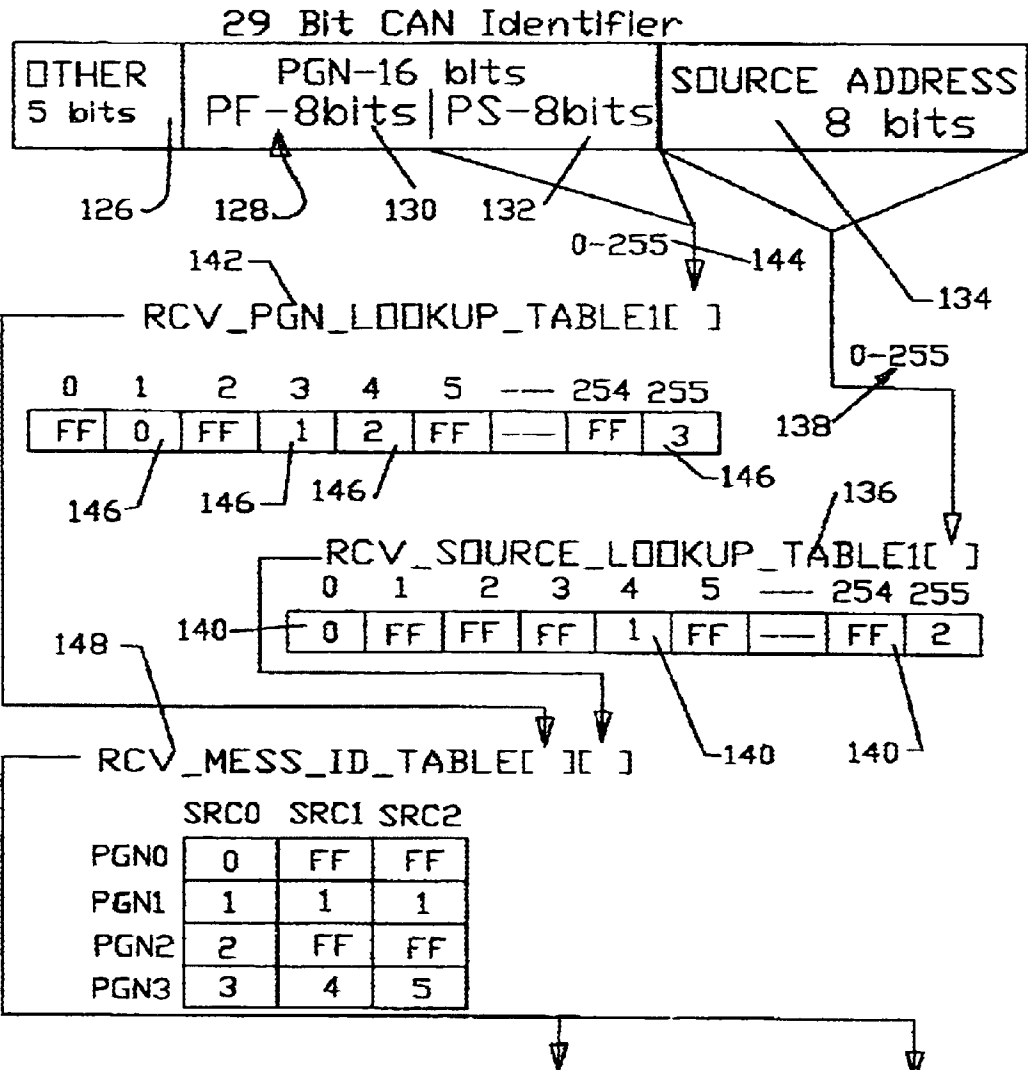 29 Bit CAN Identifier
OTHER PGN-16 bits SOURCE ADDRESS
5 bits PF-8bits|PS-8bits 8 bits
126 128 130 132
0-255 144
142 134
RCV_PGN_LOOKUP_TABLE1[ ]
0-255
0 1 2 3 4 5 --- 254 255
FF 0 FF 1 2 FF --- FF 3
138
146 146 146 146
136
RCV_SOURCE_LOOKUP_TABLE1[ ]
0 1 2 3 4 5 --- 254 255
140 0 FF FF FF 1 FF --- FF 2
148
RCV_MESS_ID_TABLE[ ][ ]
140 140
SRC0 SRC1 SRC2
PGN0 0 FF FF
PGN1 1 1 1
PGN2 2 FF FF
PGN3 3 4 5